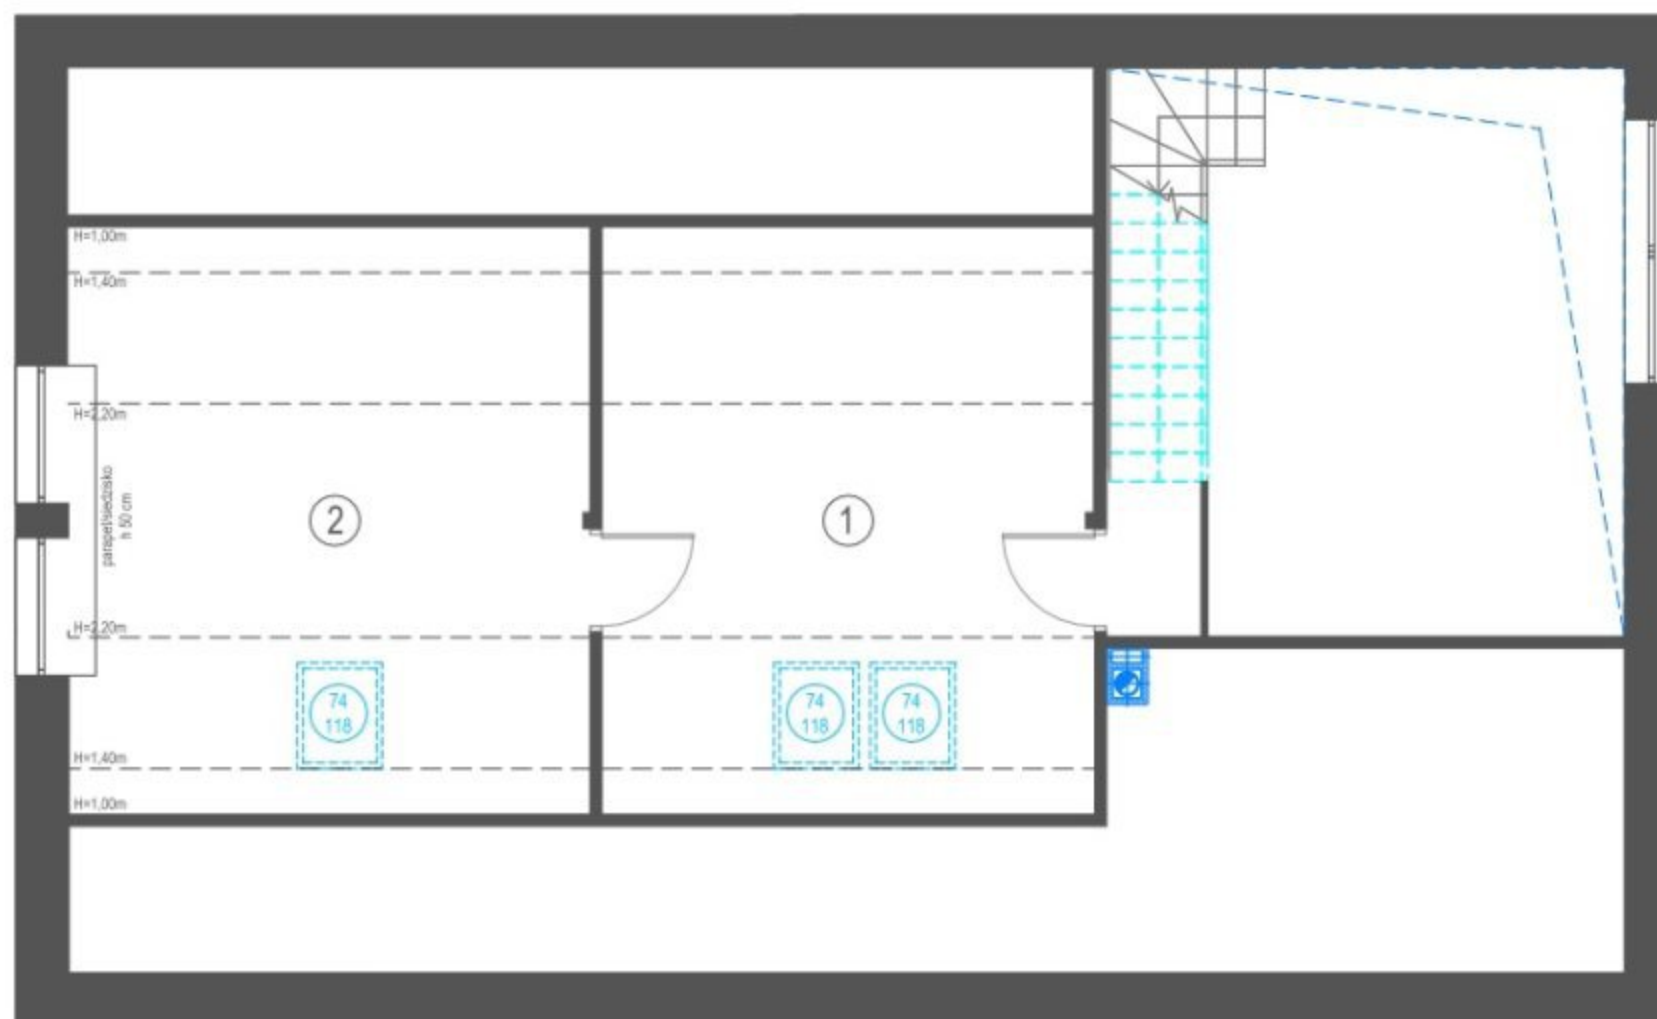 H=1,00m
H=1,40m
H=2,20m
parapet/siedzisko
h 50 cm
2
1
H=2,20m
74
118
74
118
74
118
H=1,40m
H=1,00m